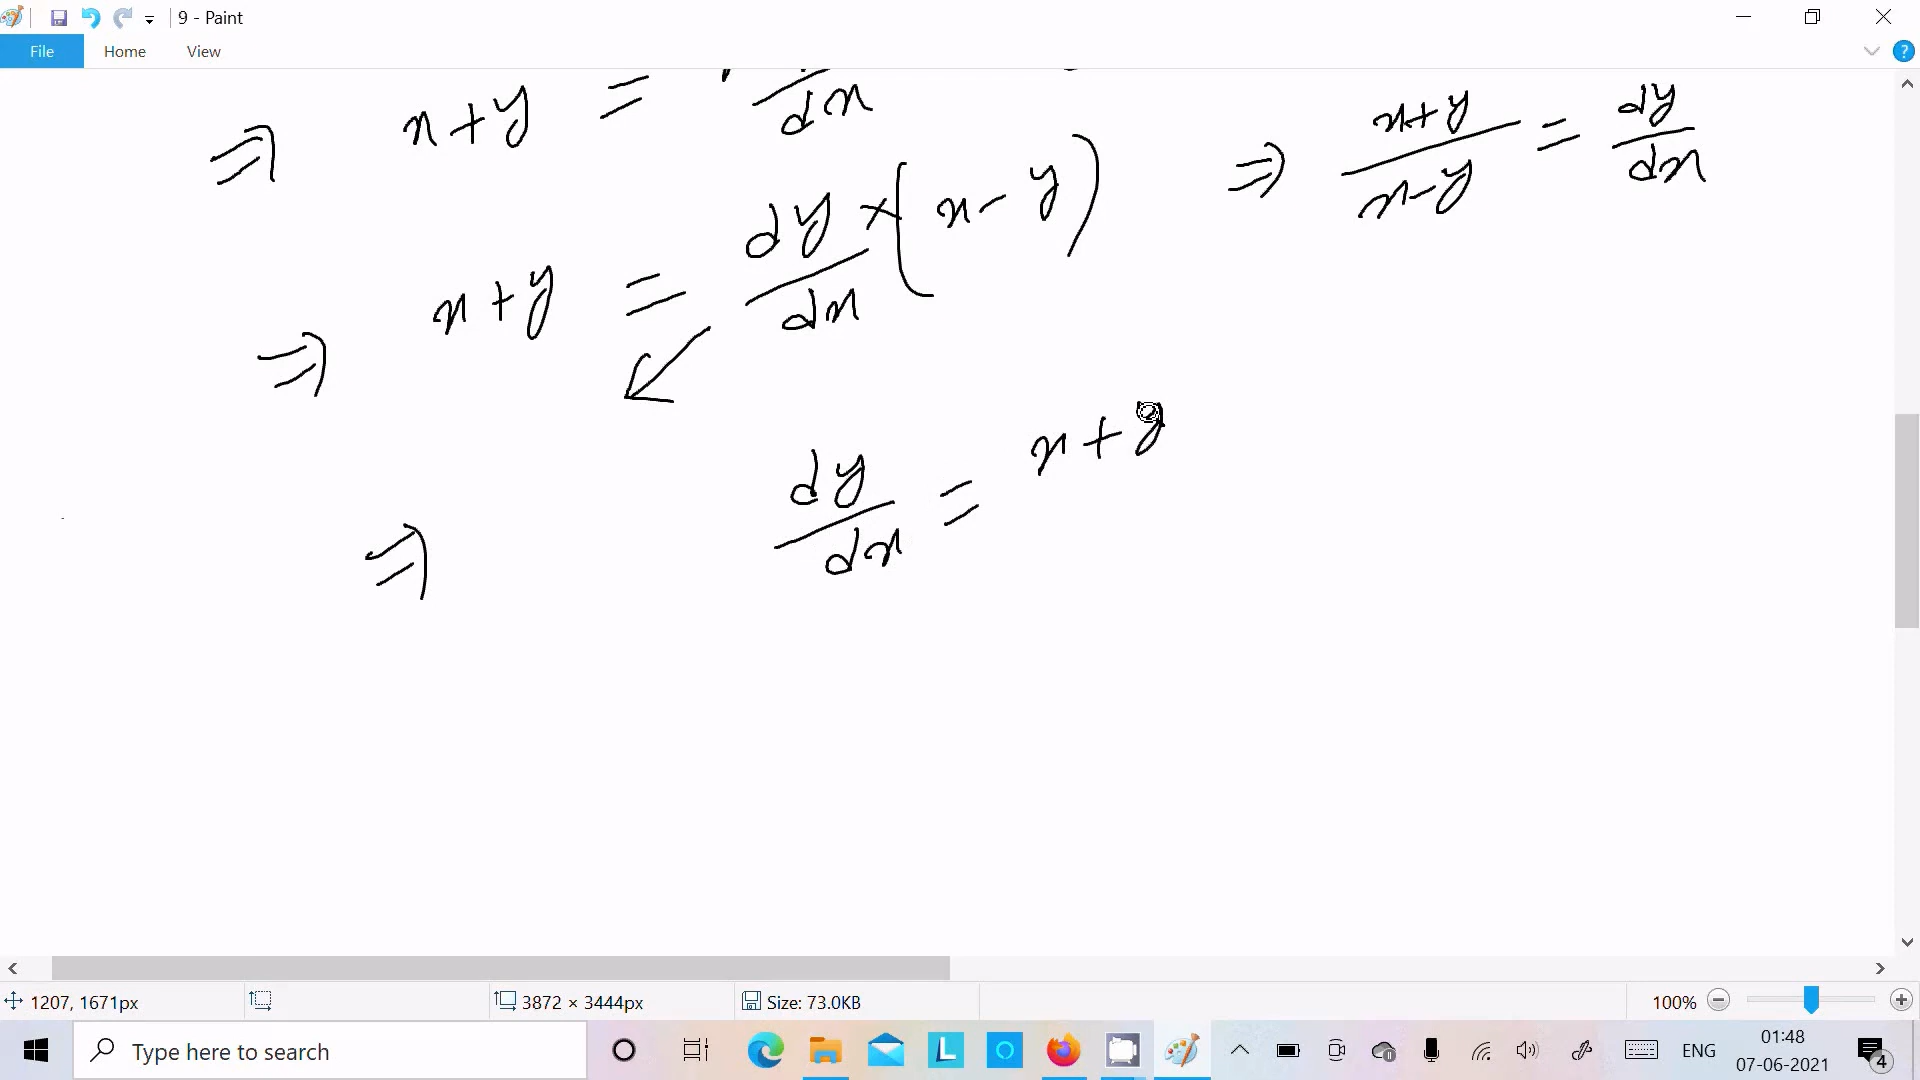 9 - Paint
File Home View
⇒ x+y = dx
⇒ x+y = dy/dx × (x-y)
⇒ x+y/x-y = dy/dx
⇒ dy/dx = x+y
1207, 1671px 3872 × 3444px Size: 73.0KB 100%
Type here to search
ENG
01:48
07-06-2021
4